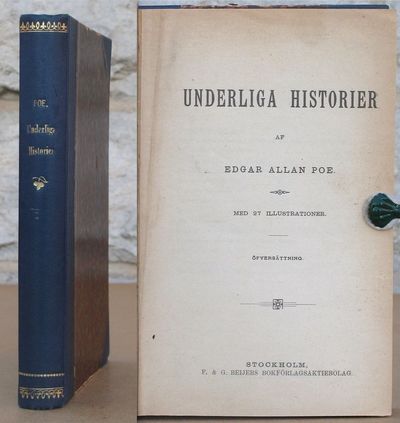 POE.
Underliga
Historier
UNDERLIGA HISTORIER
AF
EDGAR ALLAN POE.
MED 27 ILLUSTRATIONER.
ÖFVERSÄTTNING.
STOCKHOLM,
F. & G. BEIJERS BOKFÖRLAGSAKTIEBOLAG.